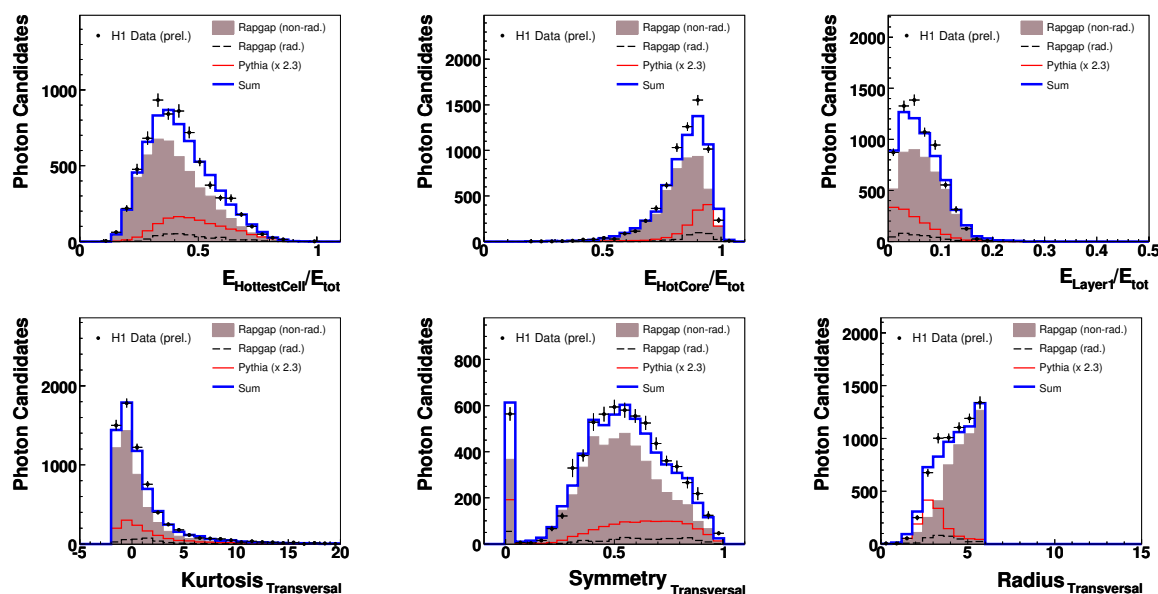 H1 Data (prel.)
Rapgap (non-rad.)
Rapgap (rad.)
Pythia (x 2.3)
Sum
Photon Candidates
1000
500
0
0.5
1
E_HottestCell/E_tot
H1 Data (prel.)
Rapgap (non-rad.)
Rapgap (rad.)
Pythia (x 2.3)
Sum
Photon Candidates
2000
1500
1000
500
0
0.5
1
E_HotCore/E_tot
H1 Data (prel.)
Rapgap (non-rad.)
Rapgap (rad.)
Pythia (x 2.3)
Sum
Photon Candidates
2000
1500
1000
500
0
0 0.1 0.2 0.3 0.4 0.5
E_Layer1/E_tot
H1 Data (prel.)
Rapgap (non-rad.)
Rapgap (rad.)
Pythia (x 2.3)
Sum
Photon Candidates
2000
1000
0
-5 0 5 10 15 20
Kurtosis Transversal
H1 Data (prel.)
Rapgap (non-rad.)
Rapgap (rad.)
Pythia (x 2.3)
Sum
Photon Candidates
800
600
400
200
0
0 0.5 1
Symmetry Transversal
H1 Data (prel.)
Rapgap (non-rad.)
Rapgap (rad.)
Pythia (x 2.3)
Sum
Photon Candidates
2000
1500
1000
500
0
0 5 10 15
Radius Transversal